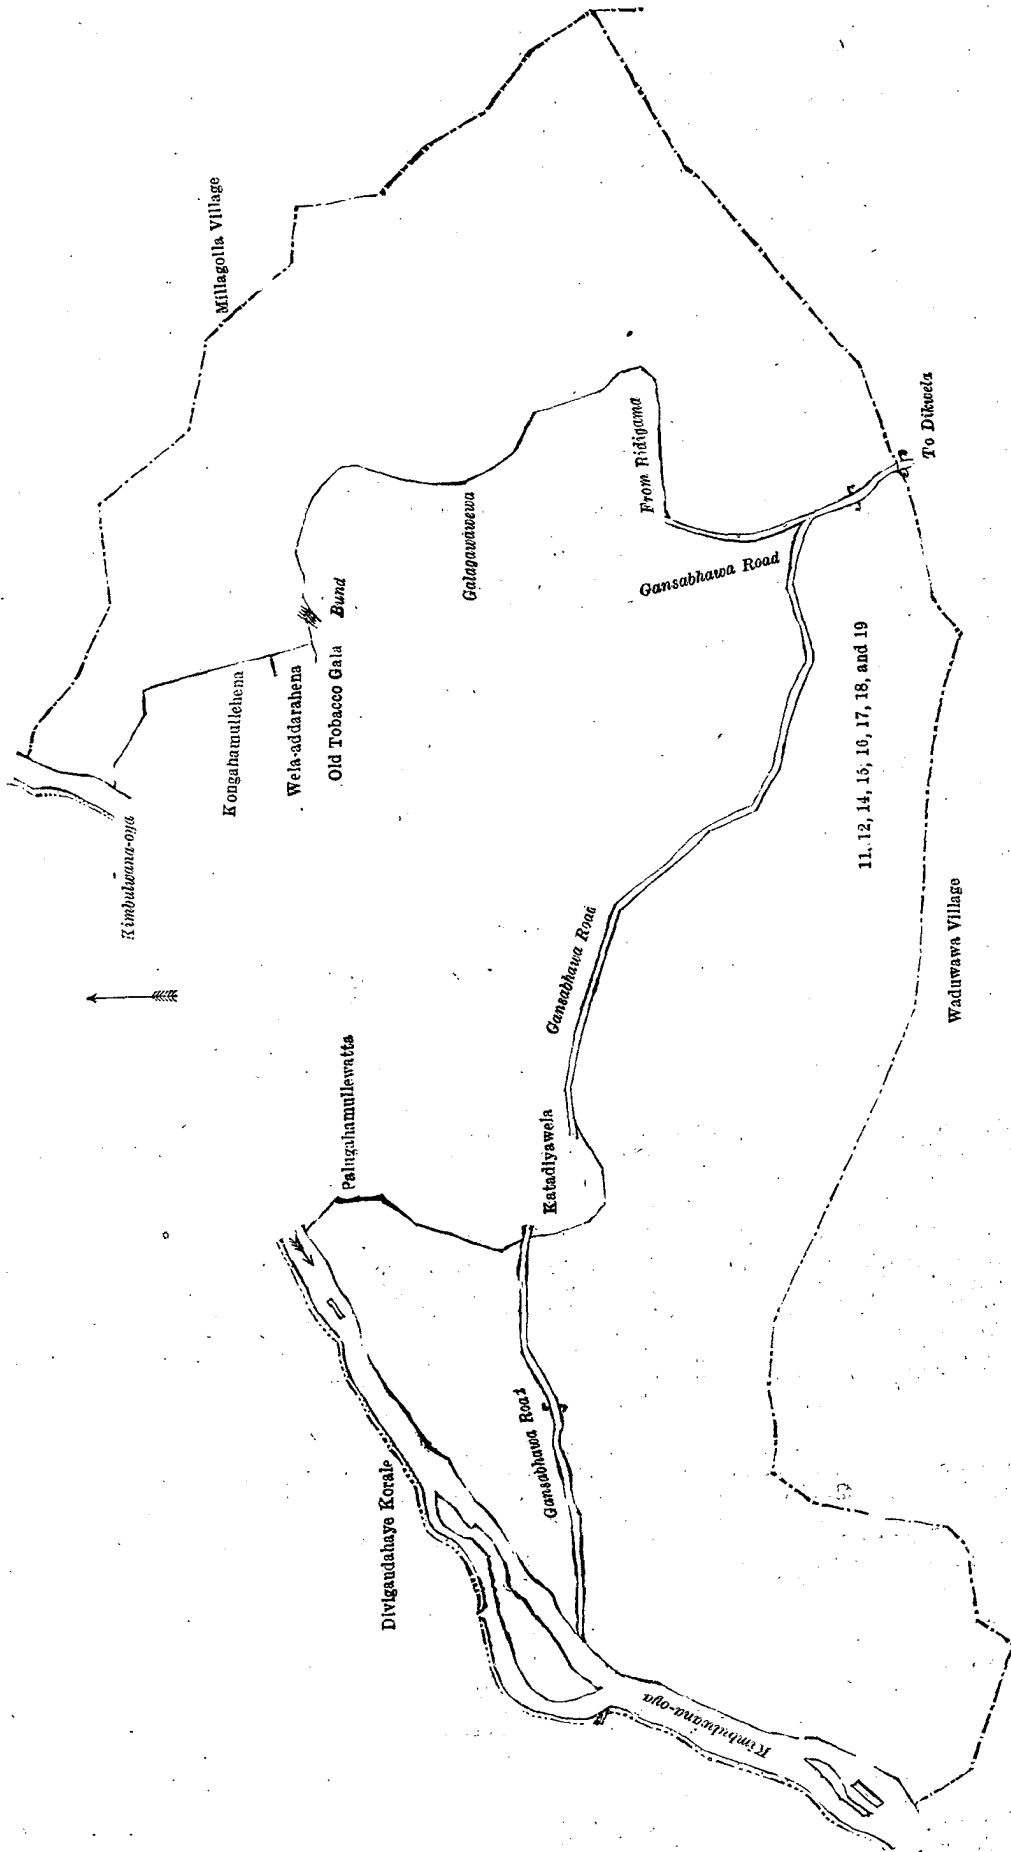 Millagolla Village
Kimbulwana-oya
Kongahamullehena
Wela-addarahena
Old Tobacco Gala
Bund
Galagawawewa
From Ridigama
Gansabhawa Road
To Dikwela
11, 12, 14, 15, 16, 17, 18, and 19
Waduwawa Village
Gansabhawa Road
Katadiyawela
Palugahamullewatta
Gansabhawa Road
Divigandahaye Korale
Kimbulwana-oya